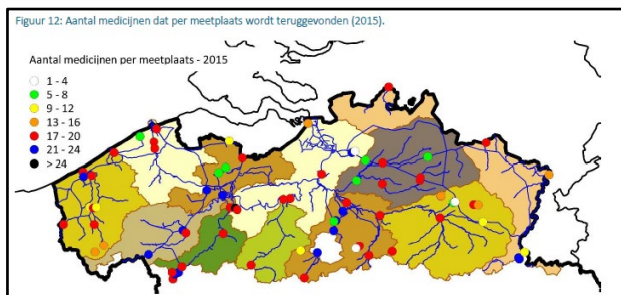 Figuur 12: Aantal medicijnen dat per meetplaats wordt teruggevonden (2015).
Aantal medicijnen per meetplaats - 2015
1 - 4
5 - 8
9 - 12
13 - 16
17 - 20
21 - 24
> 24